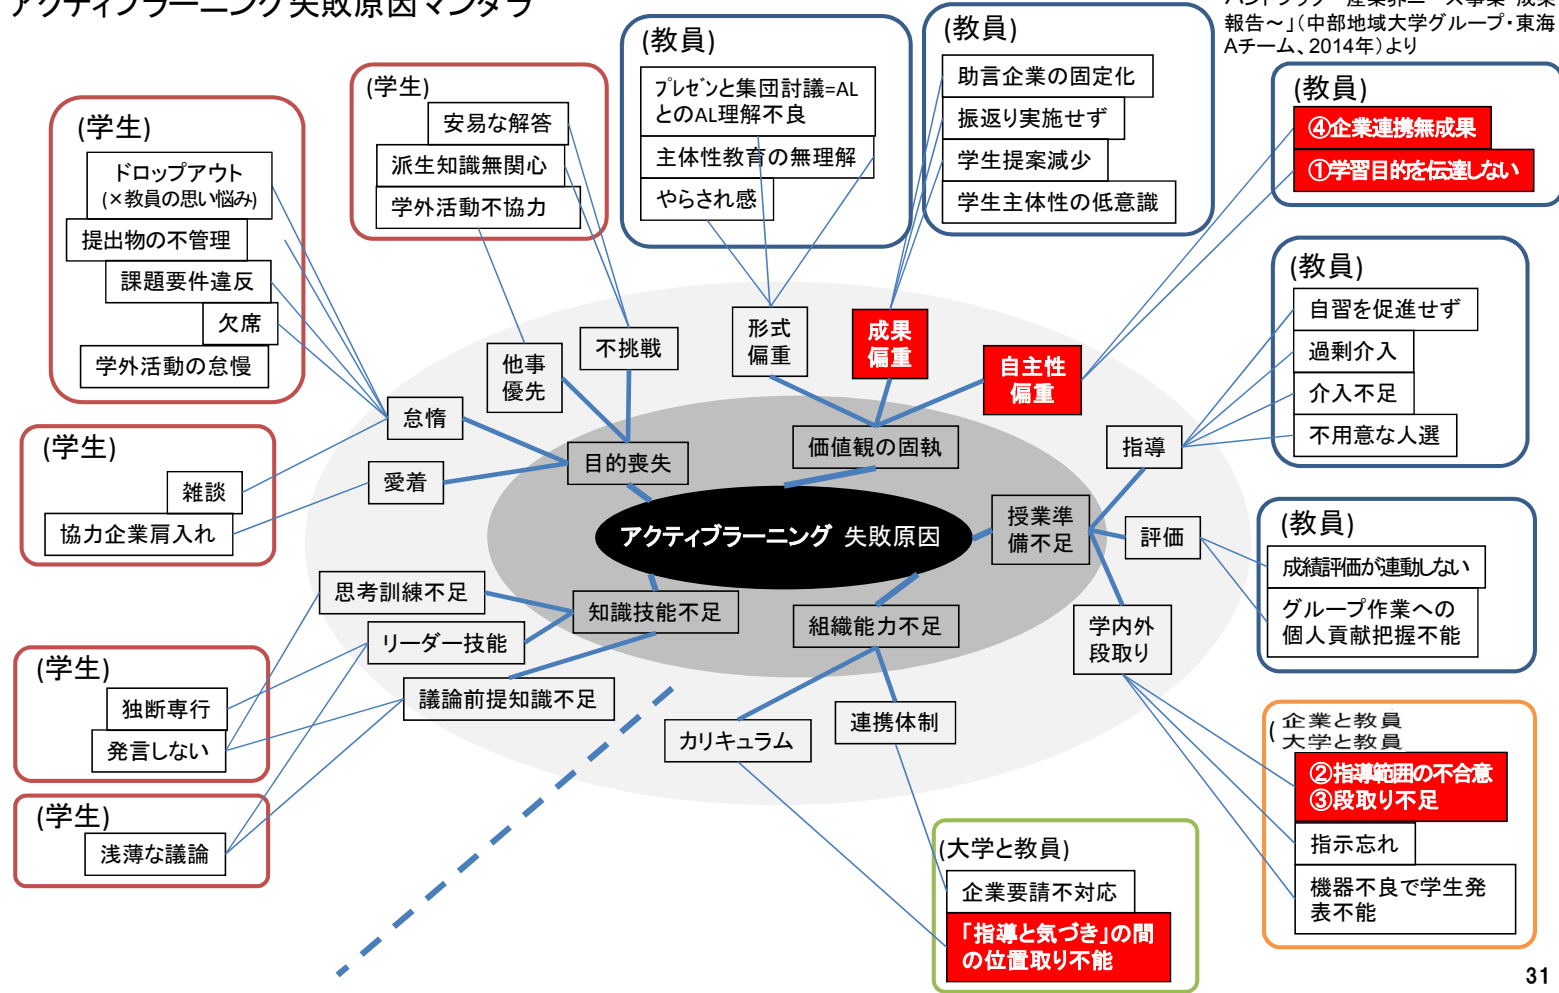 アクティブラーニング失敗原因マンダラ
報告~」(中部地域大学グループ・東海
Aチーム、2014年)より
(学生)
ドロップアウト
(×教員の思い悩み)
提出物の不管理
課題要件違反
欠席
学外活動の怠慢
(学生)
安易な解答
派生知識無関心
学外活動不協力
(教員)
プレゼンと集団討議=AL
とのAL理解不良
主体性教育の無理解
やらされ感
(教員)
助言企業の固定化
振返り実施せず
学生提案減少
学生主体性の低意識
(教員)
④企業連携無成果
①学習目的を伝達しない
(教員)
自習を促進せず
過剰介入
介入不足
不用意な人選
(学生)
雑談
協力企業肩入れ
怠惰
愛着
他事
優先
不挑戦
目的喪失
形式
偏重
成果
偏重
自主性
偏重
価値観の固執
指導
評価
授業準
備不足
学内外
段取り
アクティブラーニング 失敗原因
(教員)
成績評価が連動しない
グループ作業への
個人貢献把握不能
思考訓練不足
リーダー技能
議論前提知識不足
知識技能不足
組織能力不足
カリキュラム
連携体制
(学生)
独断専行
発言しない
(学生)
浅薄な議論
(大学と教員)
企業要請不対応
「指導と気づき」の間
の位置取り不能
(企業と教員
大学と教員
②指導範囲の不合意
③段取り不足
指示忘れ
機器不良で学生発
表不能
31